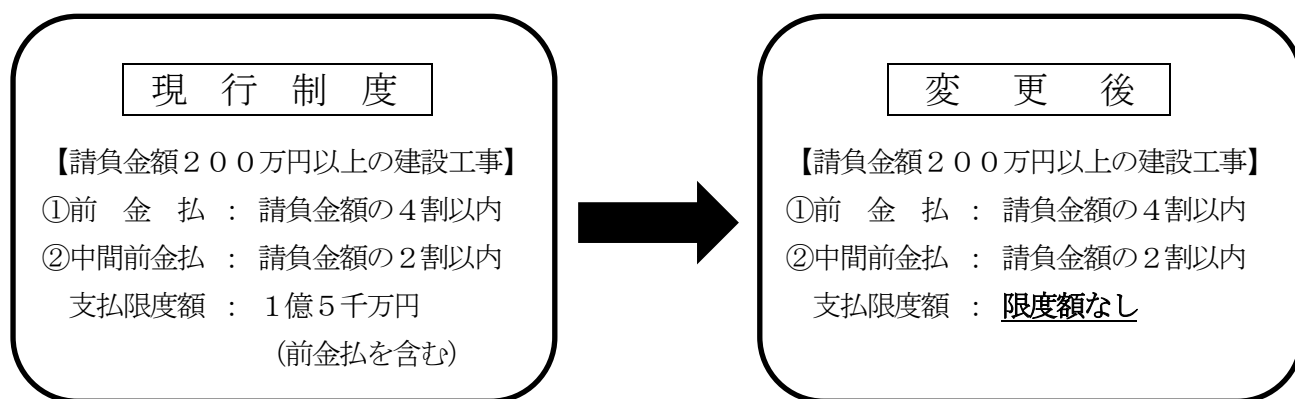 現 行 制 度
【請負金額２００万円以上の建設工事】
①前 金 払 ： 請負金額の４割以内
②中間前金払 ： 請負金額の２割以内
支払限度額 ： １億５千万円
（前金払を含む）
変 更 後
【請負金額２００万円以上の建設工事】
①前 金 払 ： 請負金額の４割以内
②中間前金払 ： 請負金額の２割以内
支払限度額 ： 限度額なし